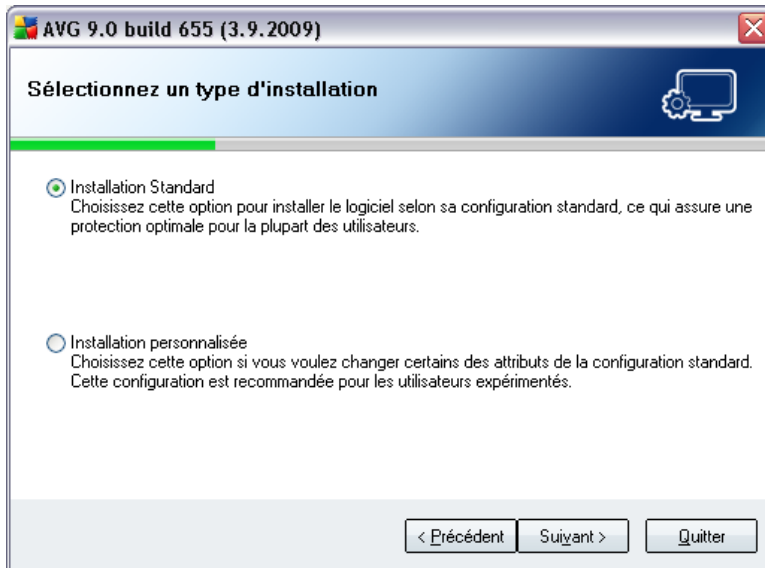 AVG 9.0 build 655 (3.9.2009)
Sélectionnez un type d'installation
Installation Standard
Choisissez cette option pour installer le logiciel selon sa configuration standard, ce qui assure une
protection optimale pour la plupart des utilisateurs.
Installation personnalisée
Choisissez cette option si vous voulez changer certains des attributs de la configuration standard.
Cette configuration est recommandée pour les utilisateurs expérimentés.
< Précédent Suivant > Quitter